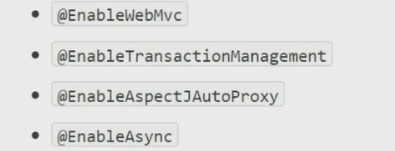 @EnableWebMvc
@EnableTransactionManagement
@EnableAspectJAutoProxy
@EnableAsync